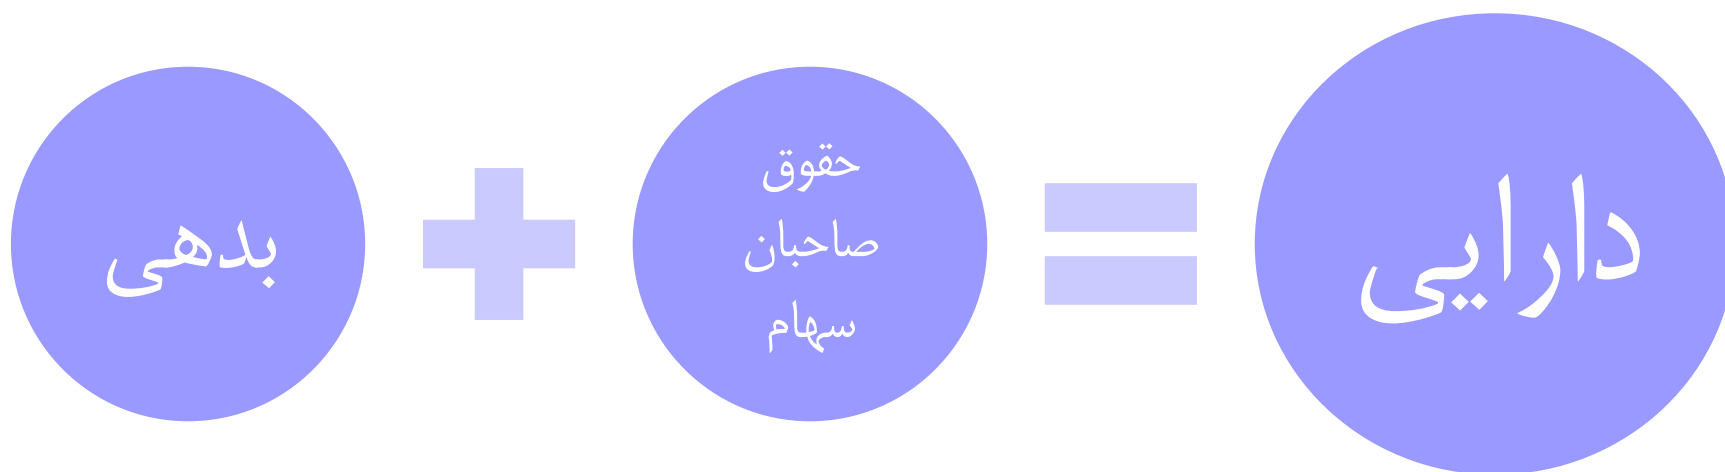 بدهی
حقوق
صاحبان
سهام
دارایی